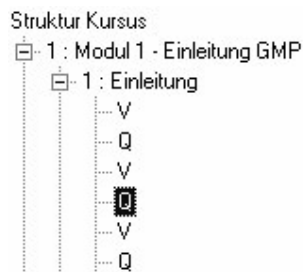 Struktur Kursus
1 : Modul 1 - Einleitung GMP
1 : Einleitung
V
Q
V
Q
V
Q